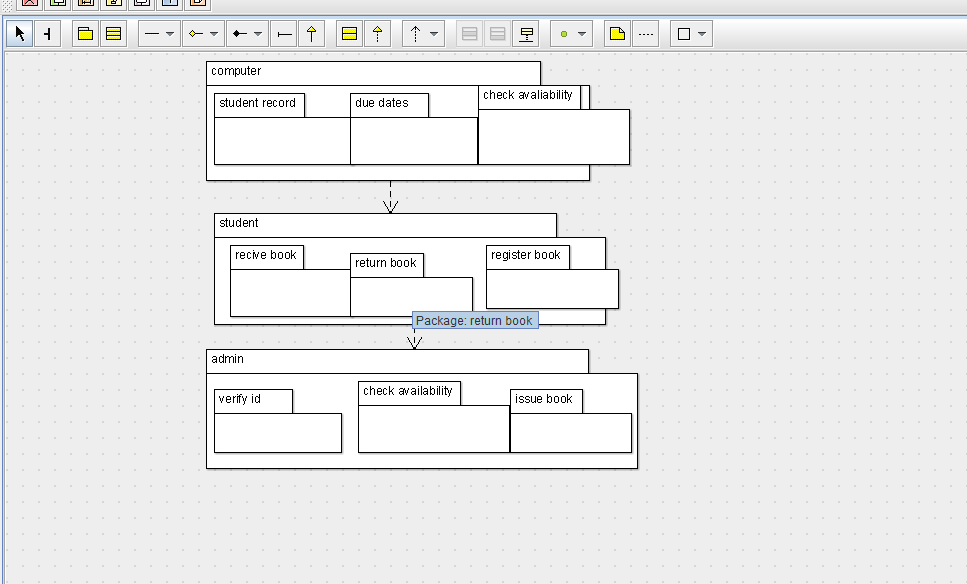 computer
student record
due dates
check avaliability
student
recive book
return book
register book
Package: return book
admin
verify id
check availability
issue book